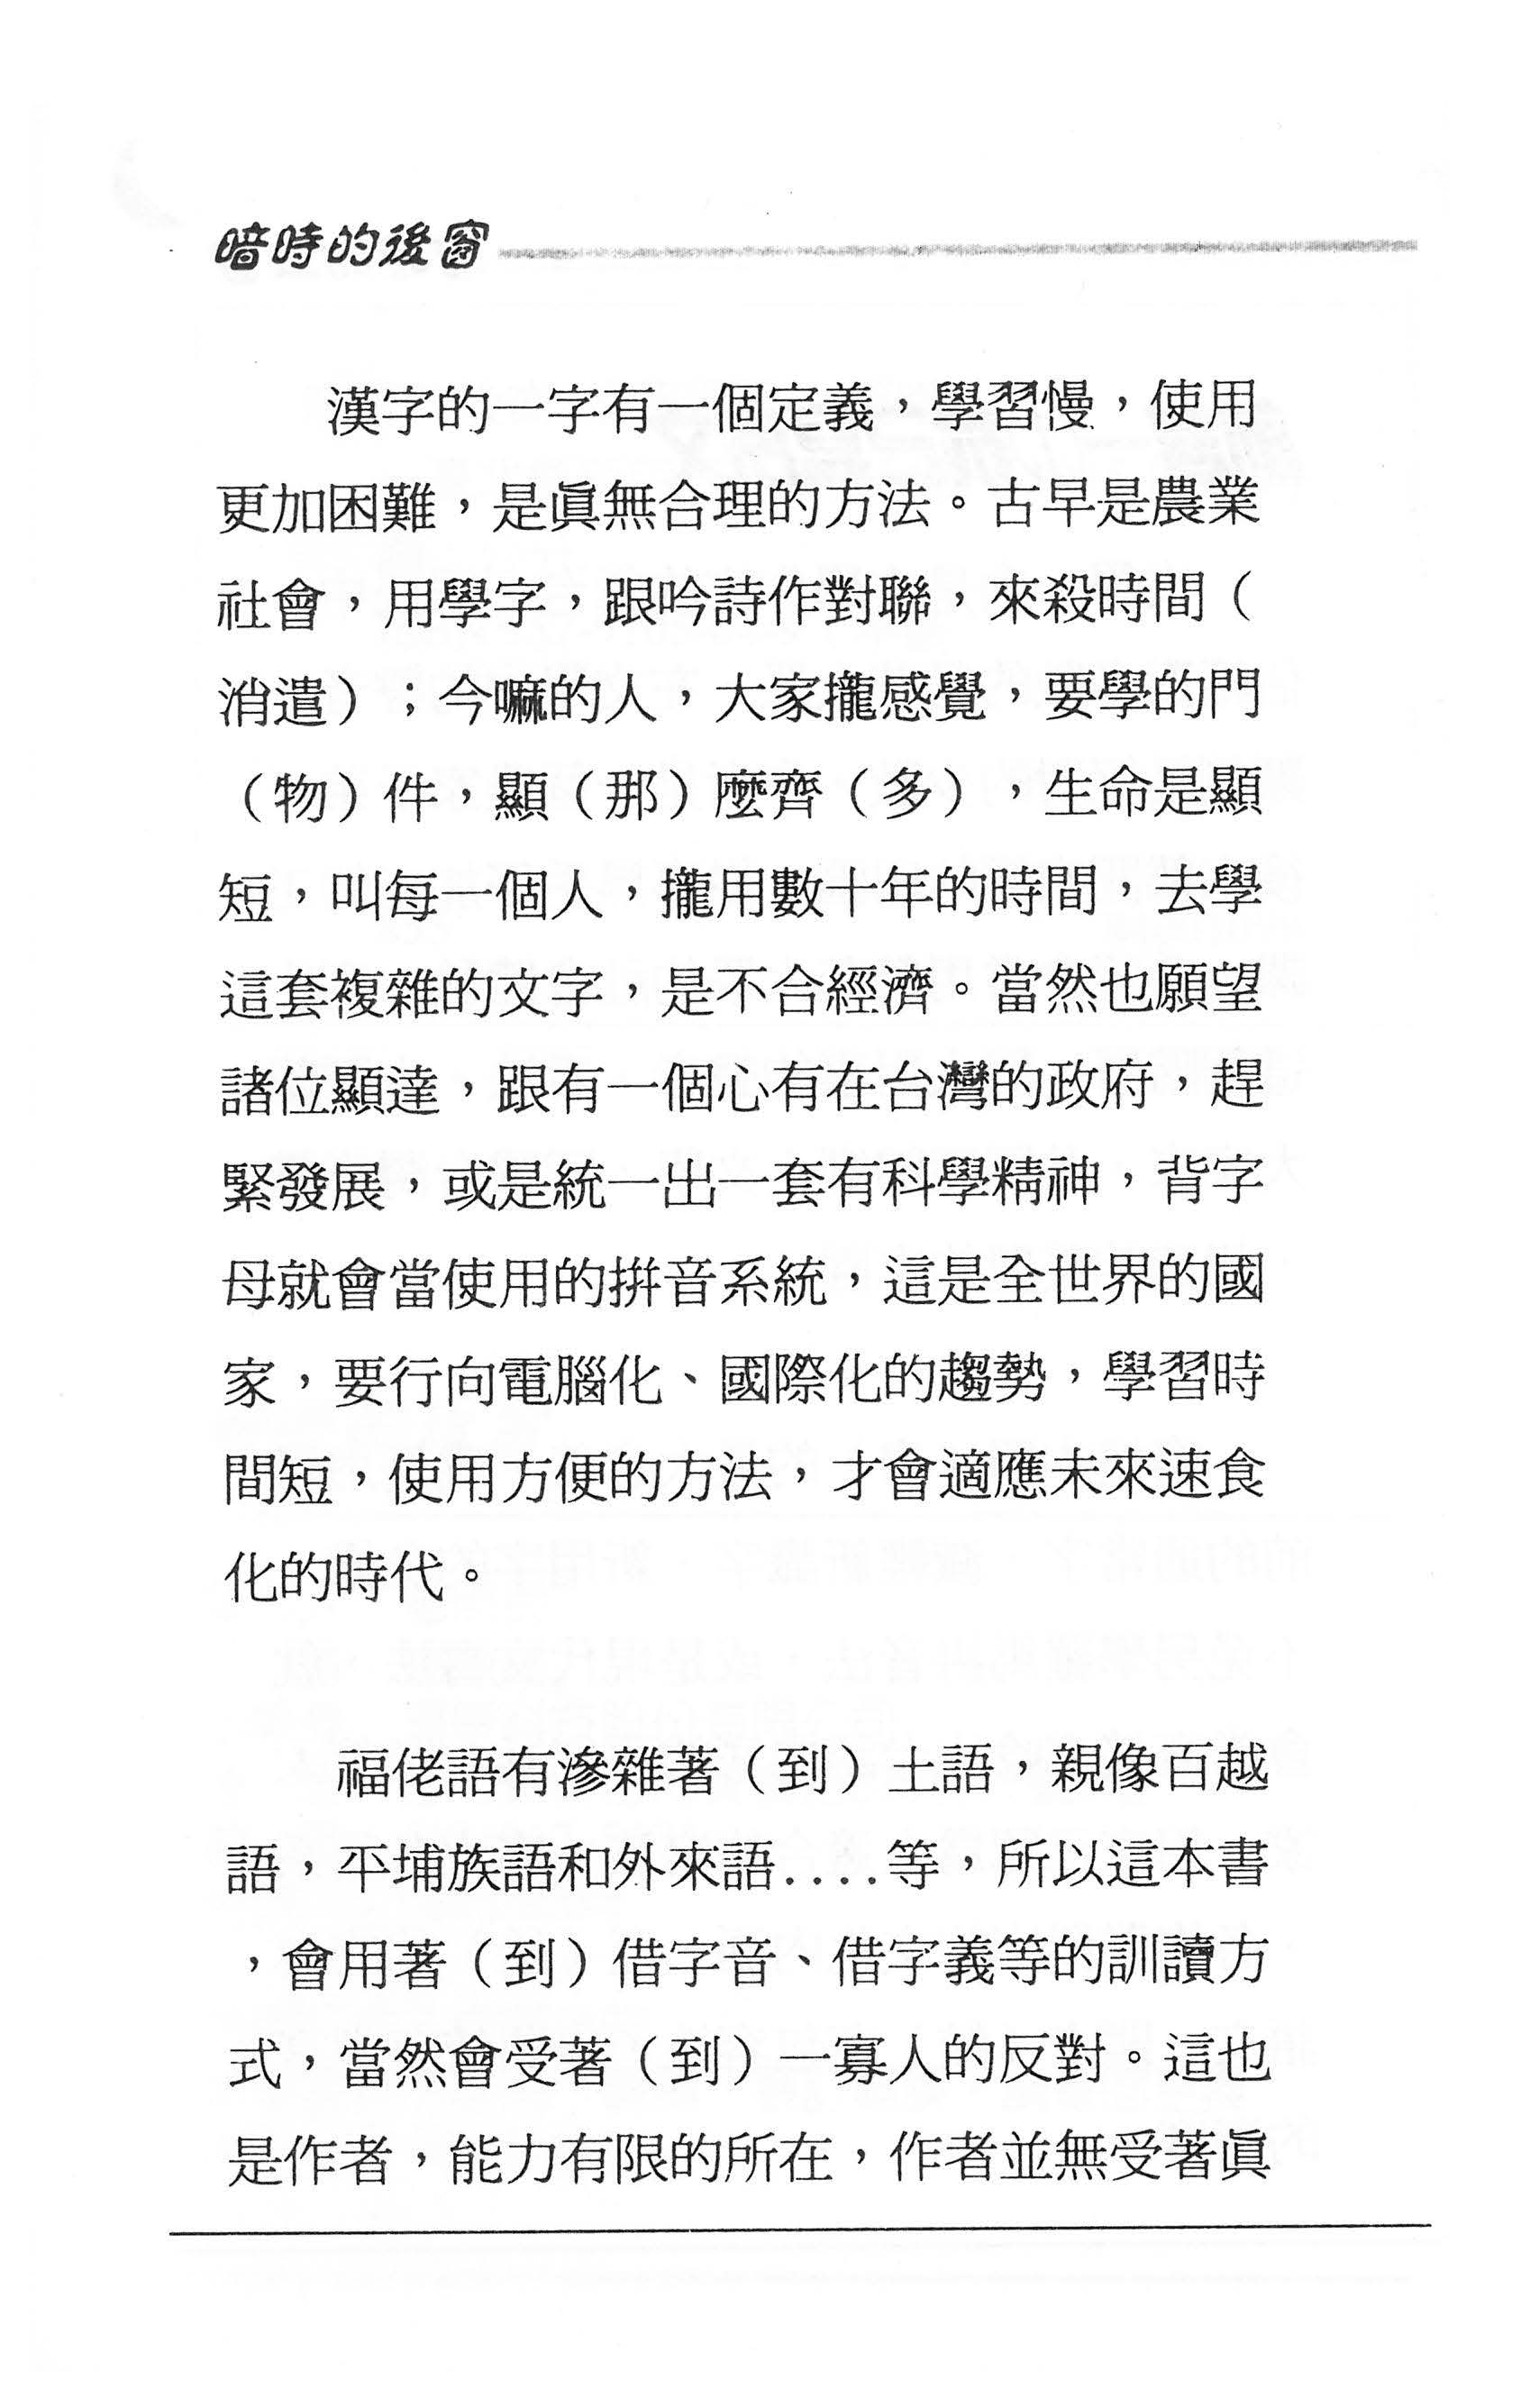 暗時的後窗
漢字的一字有一個定義，學習慢，使用
更加困難，是眞無合理的方法。古早是農業
社會，用學字，跟吟詩作對聯，來殺時間（
消遣）；今嘛的人，大家攏感覺，要學的門
（物）件，顯（那）麼齊（多），生命是顯
短，叫每一個人，攏用數十年的時間，去學
這套複雜的文字，是不合經濟。當然也願望
諸位顯達，跟有一個心有在台灣的政府，趕
緊發展，或是統一出一套有科學精神，背字
母就會當使用的拼音系統，這是全世界的國
家，要行向電腦化、國際化的趨勢，學習時
間短，使用方便的方法，才會適應未來速食
化的時代。
福佬語有滲雜著（到）土語，親像百越
語，平埔族語和外來語....等，所以這本書
，會用著（到）借字音、借字義等的訓讀方
式，當然會受著（到）一寡人的反對。這也
是作者，能力有限的所在，作者並無受著眞